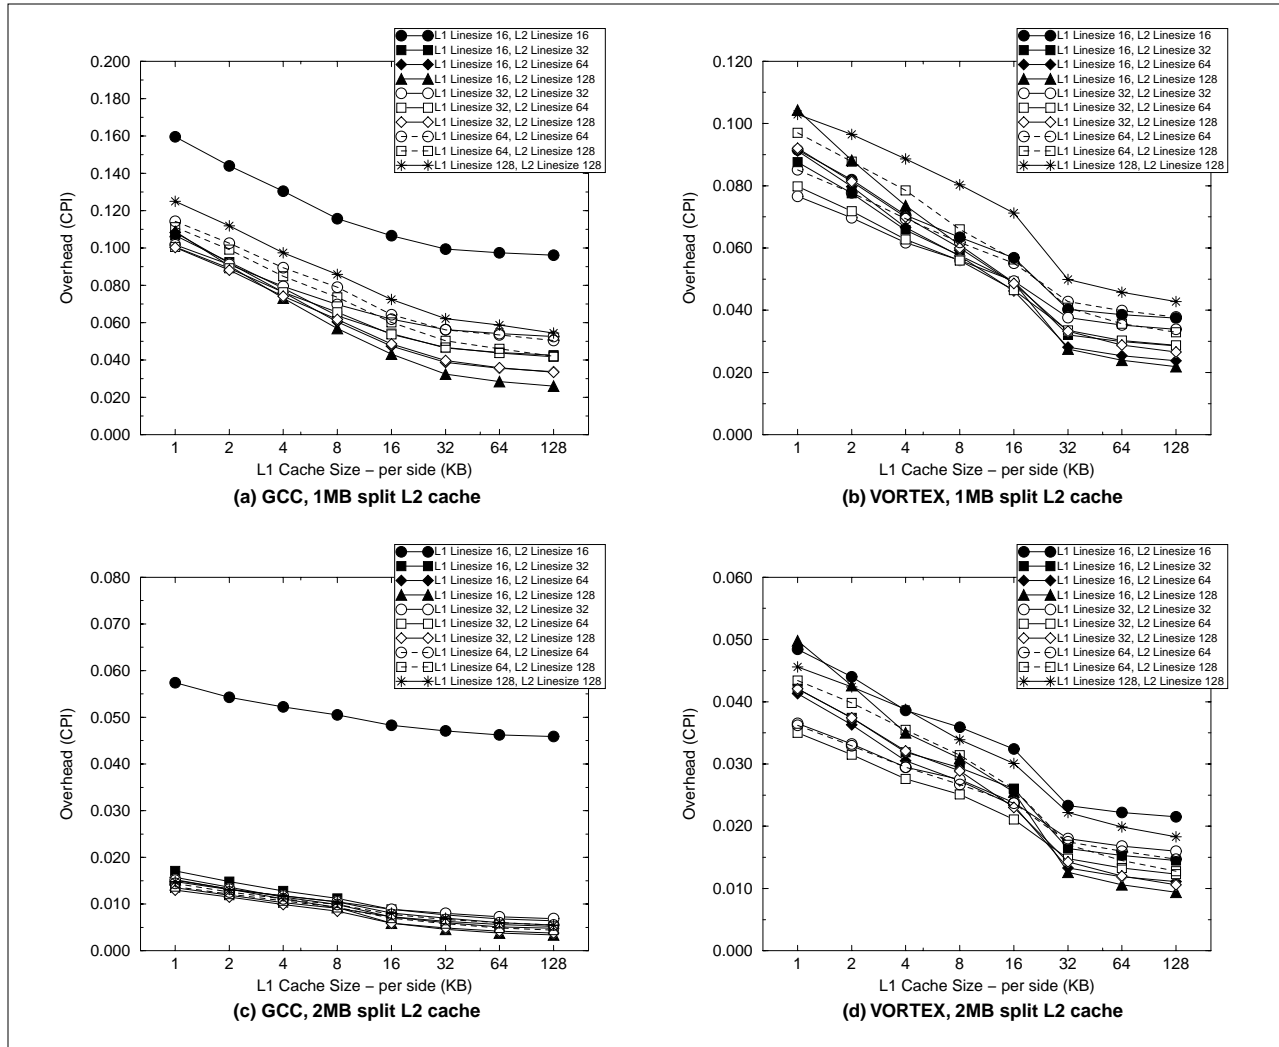 L1 Linesize 16, L2 Linesize 16
L1 Linesize 16, L2 Linesize 32
L1 Linesize 16, L2 Linesize 64
L1 Linesize 16, L2 Linesize 128
L1 Linesize 32, L2 Linesize 32
L1 Linesize 32, L2 Linesize 64
L1 Linesize 32, L2 Linesize 128
L1 Linesize 64, L2 Linesize 64
L1 Linesize 64, L2 Linesize 128
L1 Linesize 128, L2 Linesize 128
0.200
0.180
0.160
0.140
0.120
0.100
0.080
0.060
0.040
0.020
0.000
Overhead (CPI)
1 2 4 8 16 32 64 128
L1 Cache Size – per side (KB)
(a) GCC, 1MB split L2 cache
L1 Linesize 16, L2 Linesize 16
L1 Linesize 16, L2 Linesize 32
L1 Linesize 16, L2 Linesize 64
L1 Linesize 16, L2 Linesize 128
L1 Linesize 32, L2 Linesize 32
L1 Linesize 32, L2 Linesize 64
L1 Linesize 32, L2 Linesize 128
L1 Linesize 64, L2 Linesize 64
L1 Linesize 64, L2 Linesize 128
L1 Linesize 128, L2 Linesize 128
0.120
0.100
0.080
0.060
0.040
0.020
0.000
Overhead (CPI)
1 2 4 8 16 32 64 128
L1 Cache Size – per side (KB)
(b) VORTEX, 1MB split L2 cache
L1 Linesize 16, L2 Linesize 16
L1 Linesize 16, L2 Linesize 32
L1 Linesize 16, L2 Linesize 64
L1 Linesize 16, L2 Linesize 128
L1 Linesize 32, L2 Linesize 32
L1 Linesize 32, L2 Linesize 64
L1 Linesize 32, L2 Linesize 128
L1 Linesize 64, L2 Linesize 64
L1 Linesize 64, L2 Linesize 128
L1 Linesize 128, L2 Linesize 128
0.080
0.070
0.060
0.050
0.040
0.030
0.020
0.010
0.000
Overhead (CPI)
1 2 4 8 16 32 64 128
L1 Cache Size – per side (KB)
(c) GCC, 2MB split L2 cache
L1 Linesize 16, L2 Linesize 16
L1 Linesize 16, L2 Linesize 32
L1 Linesize 16, L2 Linesize 64
L1 Linesize 16, L2 Linesize 128
L1 Linesize 32, L2 Linesize 32
L1 Linesize 32, L2 Linesize 64
L1 Linesize 32, L2 Linesize 128
L1 Linesize 64, L2 Linesize 64
L1 Linesize 64, L2 Linesize 128
L1 Linesize 128, L2 Linesize 128
0.060
0.050
0.040
0.030
0.020
0.010
0.000
Overhead (CPI)
1 2 4 8 16 32 64 128
L1 Cache Size – per side (KB)
(d) VORTEX, 2MB split L2 cache